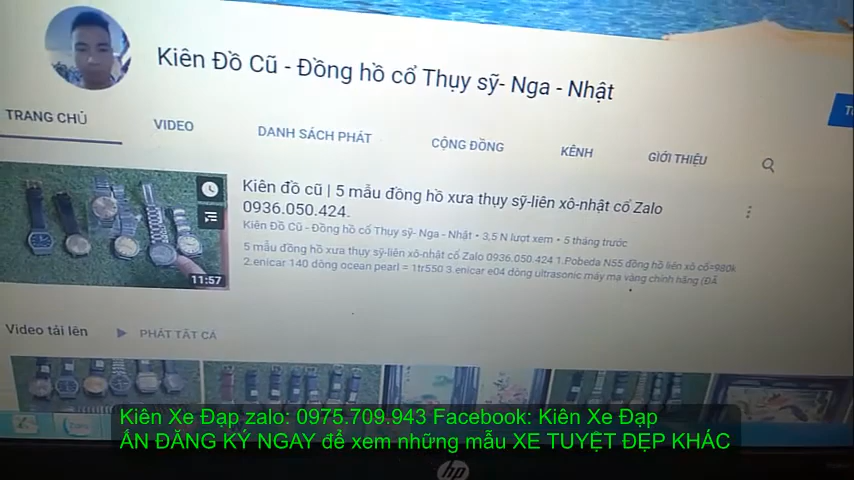 Kiên Đồ Cũ - Đồng hồ cổ Thụy sỹ- Nga - Nhật
TRANG CHỦ VIDEO DANH SÁCH PHÁT CỘNG ĐỒNG KÊNH GIỚI THIỆU
Kiên đồ cũ | 5 mẫu đồng hồ xưa thụy sỹ-liên xô-nhật cổ Zalo
0936.050.424.
Kiên Đồ Cũ - Đồng hồ cổ Thụy sỹ- Nga - Nhật • 3,5 N lượt xem • 5 tháng trước
5 mẫu đồng hồ xưa thụy sỹ-liên xô-nhật cổ Zalo 0936.050.424 1.Pobeda N55 đồng hồ liên xô cổ=980k
2.enicar 140 dòng ocean pearl = 1tr550 3.enicar e04 dòng ultrasonic máy mạ vàng chính hãng (ĐÃ
11:57
Video tải lên PHÁT TẤT CẢ
Kiên Xe Đạp zalo: 0975.709.943 Facebook: Kiên Xe Đạp
ẤN ĐĂNG KÝ NGAY để xem những mẫu XE TUYỆT ĐẸP KHÁC
hp